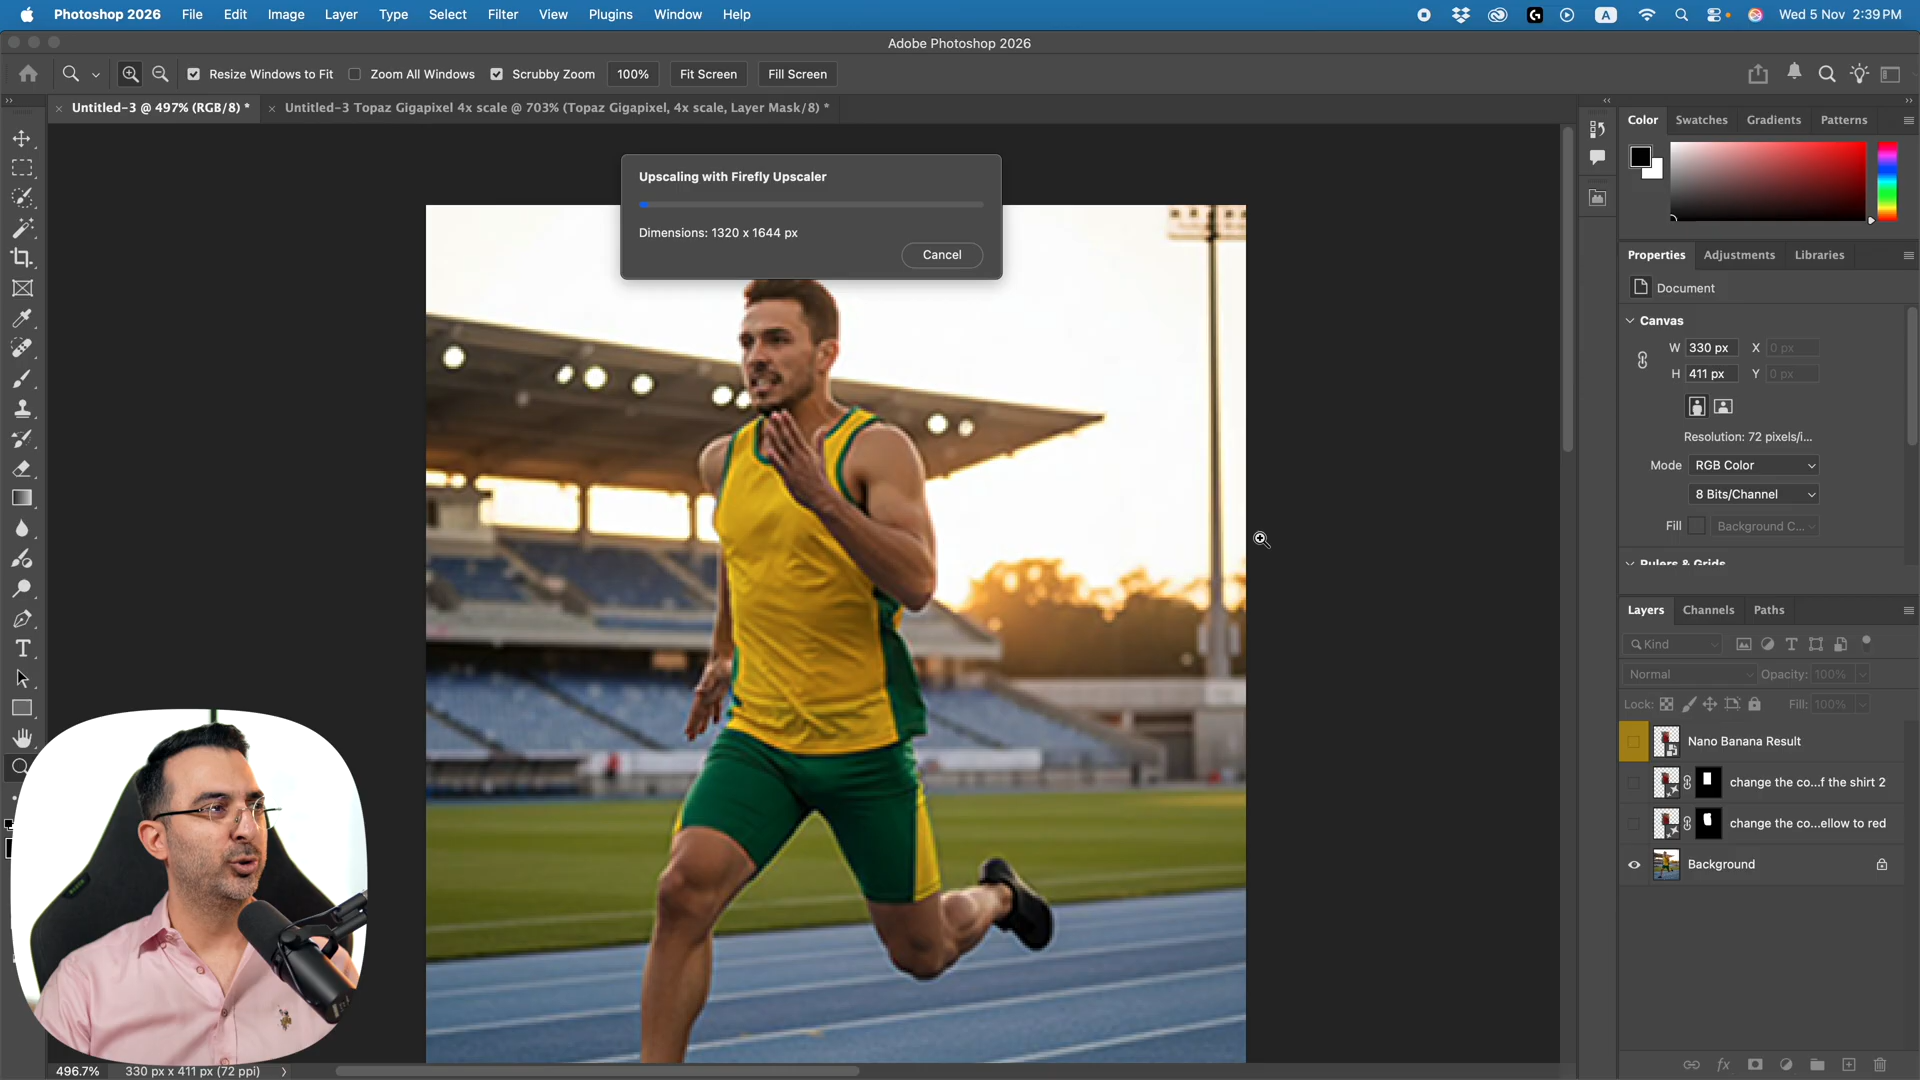 Photoshop 2026 File Edit Image Layer Type Select Filter View Plugins Window Help
A Wed 5 Nov 2:39 PM
Adobe Photoshop 2026
Resize Windows to Fit Zoom All Windows Scrubby Zoom 100% Fit Screen Fill Screen
Untitled-3 @ 497% (RGB/8) *
Untitled-3 Topaz Gigapixel 4x scale @ 703% (Topaz Gigapixel, 4x scale, Layer Mask/8) *
Upscaling with Firefly Upscaler
Dimensions: 1320 x 1644 px
Cancel
Color Swatches Gradients Patterns
Properties Adjustments Libraries
Document
Canvas
W 330 px X 0 px
H 411 px Y 0 px
Resolution: 72 pixels/i...
Mode RGB Color
8 Bits/Channel
Fill Background C...
Rulers & Grids
Layers Channels Paths
Kind
Normal Opacity: 100%
Lock: Fill: 100%
Nano Banana Result
change the co...f the shirt 2
change the co...ellow to red
Background
496.7% 330 px x 411 px (72 ppi)